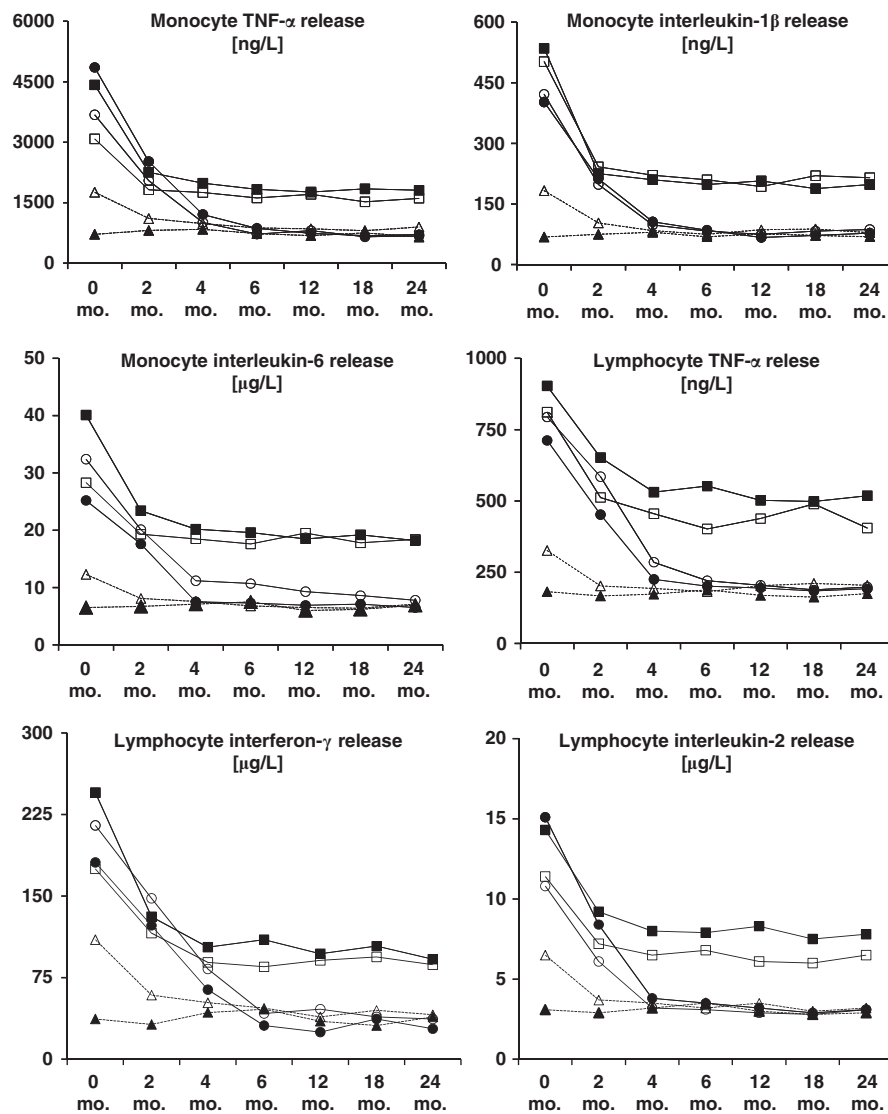 Monocyte TNF-α release
[ng/L]
6000
4500
3000
1500
0
0 2 4 6 12 18 24
mo. mo. mo. mo. mo. mo. mo.
Monocyte interleukin-1β release
[ng/L]
600
450
300
150
0
0 2 4 6 12 18 24
mo. mo. mo. mo. mo. mo. mo.
Monocyte interleukin-6 release
[µg/L]
50
40
30
20
10
0
0 2 4 6 12 18 24
mo. mo. mo. mo. mo. mo. mo.
Lymphocyte TNF-α relese
[ng/L]
1000
750
500
250
0
0 2 4 6 12 18 24
mo. mo. mo. mo. mo. mo. mo.
Lymphocyte interferon-γ release
[µg/L]
300
225
150
75
0
0 2 4 6 12 18 24
mo. mo. mo. mo. mo. mo. mo.
Lymphocyte interleukin-2 release
[µg/L]
20
15
10
5
0
0 2 4 6 12 18 24
mo. mo. mo. mo. mo. mo. mo.